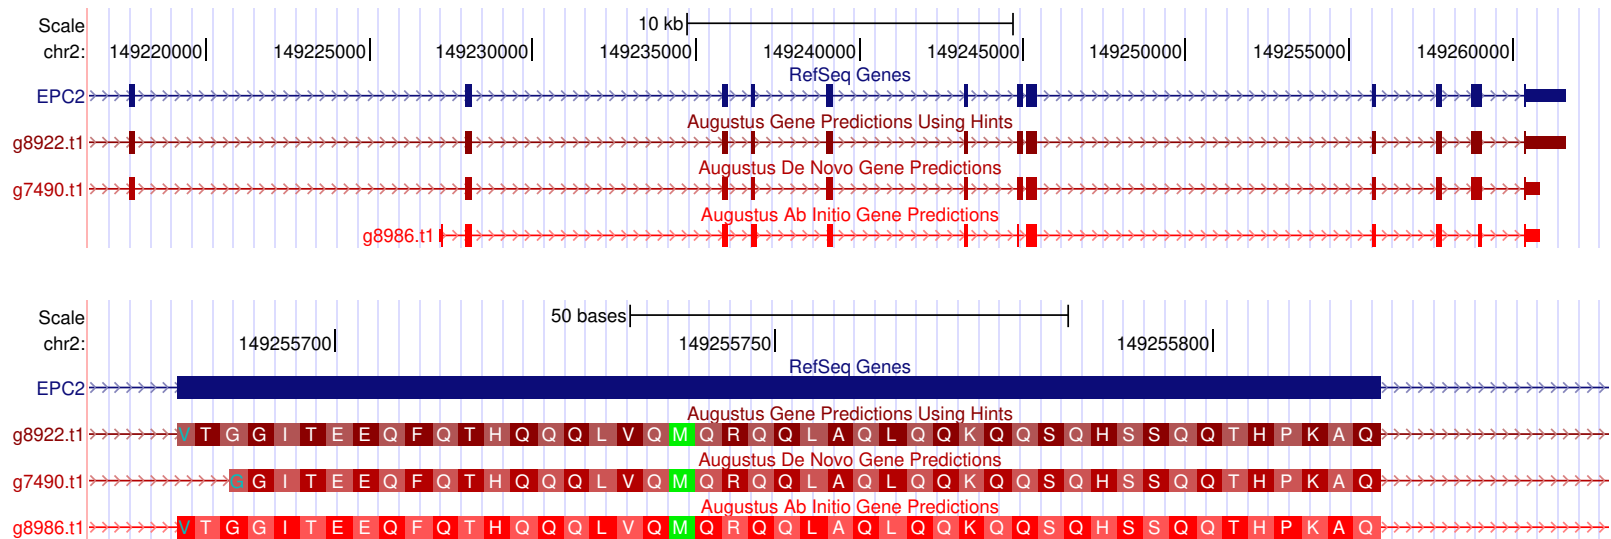 Scale 10 kb
chr2: 149220000 149225000 149230000 149235000 149240000 149245000 149250000 149255000 149260000
RefSeq Genes
EPC2
Augustus Gene Predictions Using Hints
g8922.t1
Augustus De Novo Gene Predictions
g7490.t1
Augustus Ab Initio Gene Predictions
g8986.t1
Scale 50 bases
chr2: 149255700 149255750 149255800
RefSeq Genes
EPC2
Augustus Gene Predictions Using Hints
g8922.t1 V T G G I T E E Q F Q T H Q Q Q L V Q M Q R Q Q L A Q L Q Q K Q Q S Q H S S Q Q T H P K A Q
Augustus De Novo Gene Predictions
g7490.t1 G G I T E E Q F Q T H Q Q Q L V Q M Q R Q Q L A Q L Q Q K Q Q S Q H S S Q Q T H P K A Q
Augustus Ab Initio Gene Predictions
g8986.t1 V T G G I T E E Q F Q T H Q Q Q L V Q M Q R Q Q L A Q L Q Q K Q Q S Q H S S Q Q T H P K A Q